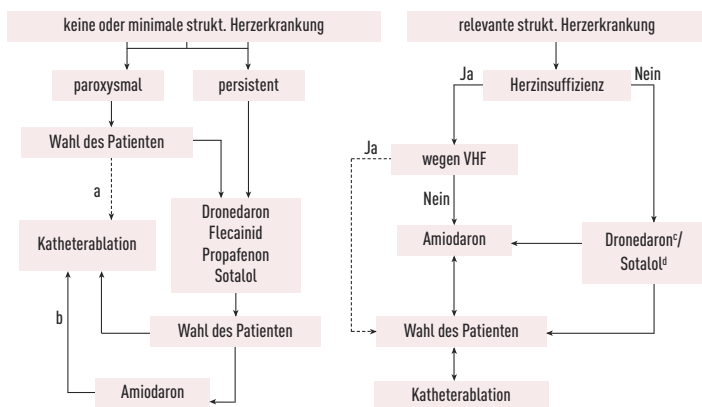 keine oder minimale strukt. Herzerkrankung
paroxysmal
persistent
Wahl des Patienten
a
Katheterablation
Dronedaron
Flecainid
Propafenon
Sotalol
b
Wahl des Patienten
Amiodaron
relevante strukt. Herzerkrankung
Ja
Herzinsuffizienz
Nein
Ja
wegen VHF
Nein
Amiodaron
Dronedaronᶜ/
Sotalolᵈ
Wahl des Patienten
Katheterablation